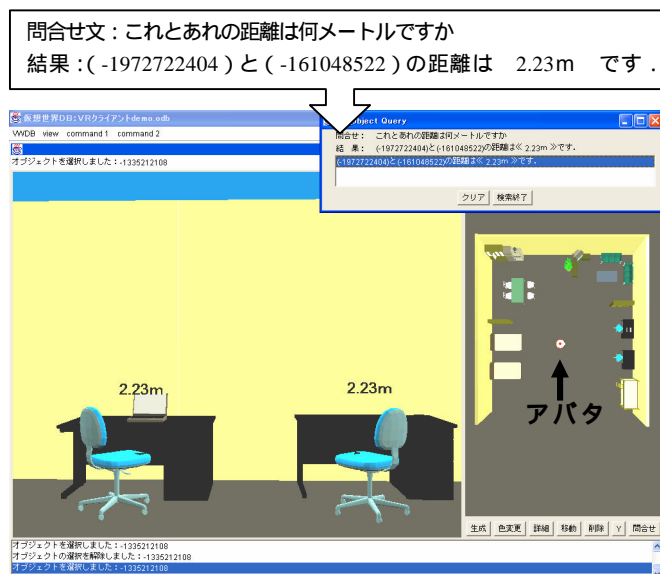 問合せ文：これとあれの距離は何メートルですか
結果：( -1972722404 ) と ( -161048522 ) の距離は 2.23m です．
仮想世界DB：VRクライアントdemo.odb
VWDB view command 1 command 2
オブジェクトを選択しました：-1335212108
bject Query
問合せ： これとあれの距離は何メートルですか
結 果： (-1972722404)と(-161048522)の距離は≪ 2.23m ≫です．
(-1972722404)と(-161048522)の距離は≪ 2.23m ≫です．
クリア 検索終了
2.23m 2.23m
アバタ
生成 色変更 詳細 移動 削除 Y 問合せ
オブジェクトを選択しました：-1335212108
オブジェクトの選択を解除しました：-1335212108
オブジェクトを選択しました：-1335212108